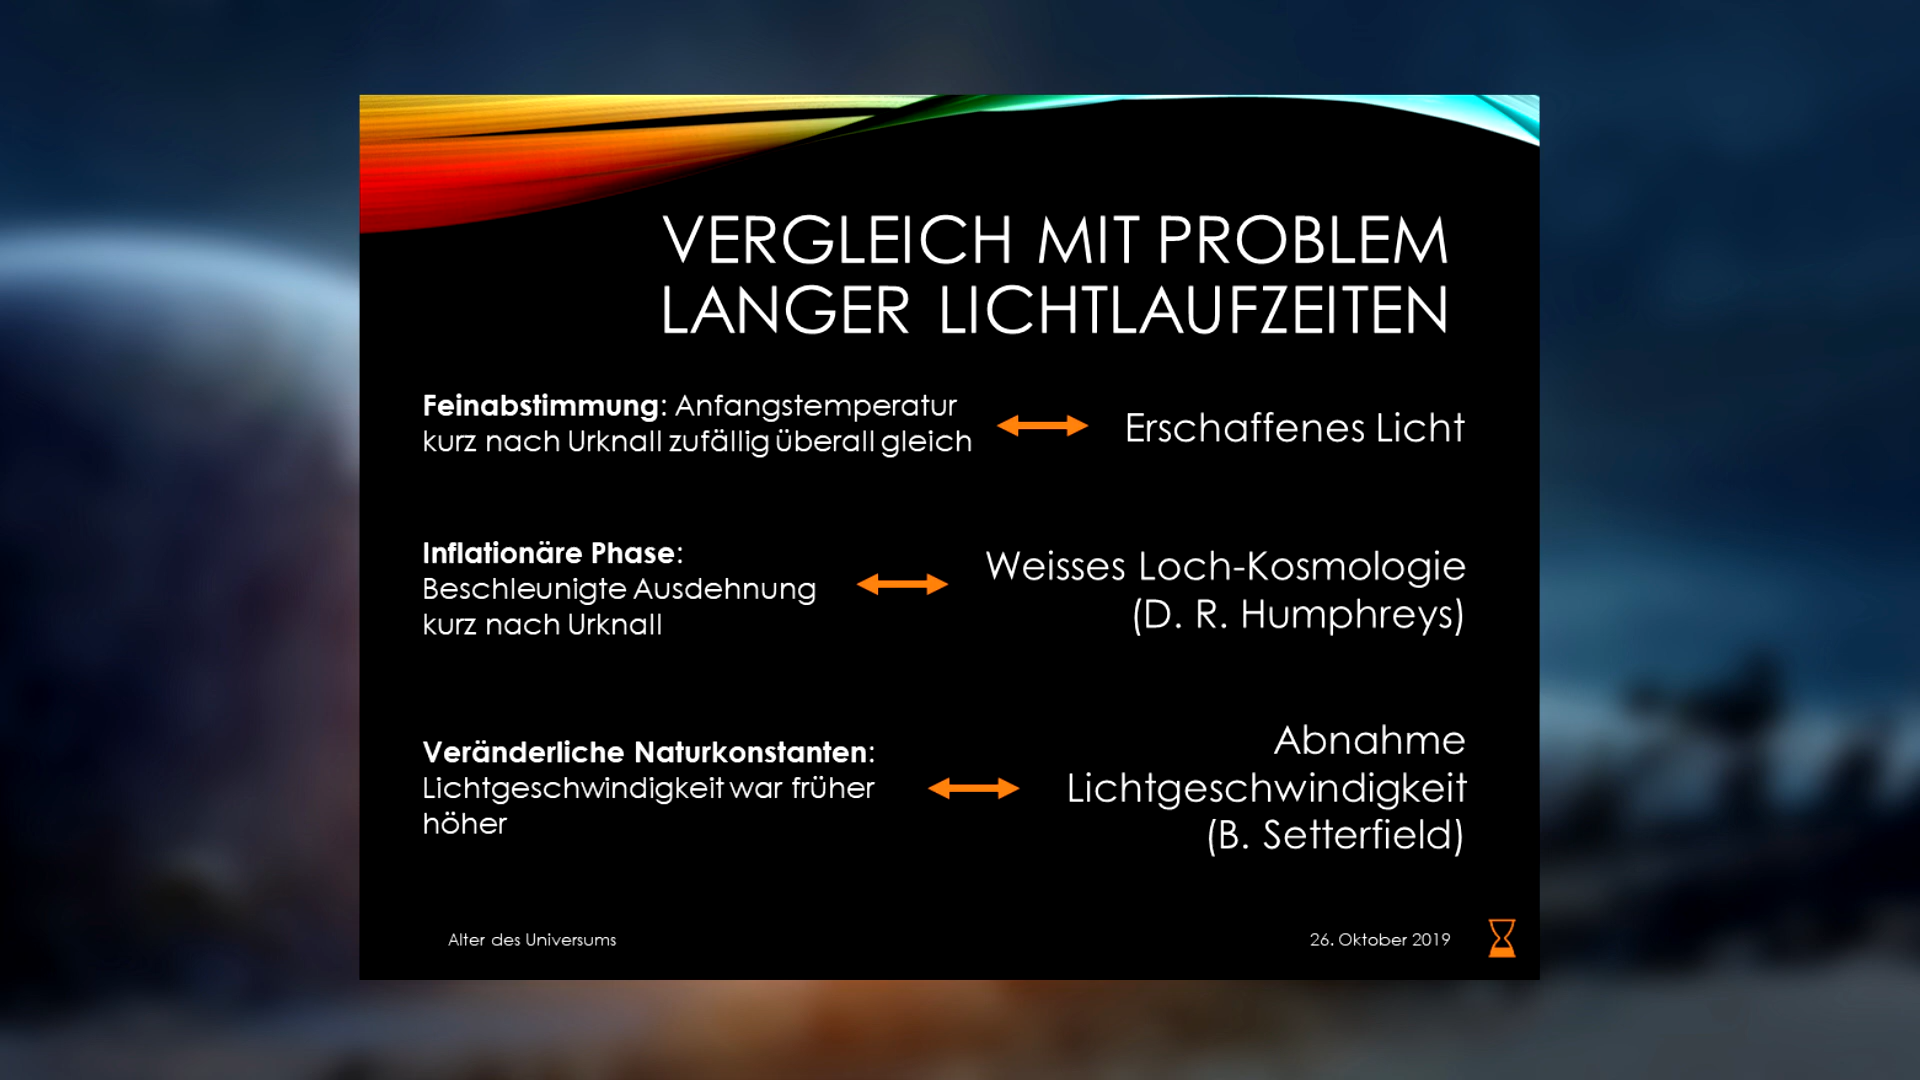 VERGLEICH MIT PROBLEM
LANGER LICHTLAUFZEITEN
Feinabstimmung: Anfangstemperatur
kurz nach Urknall zufällig überall gleich
Erschaffenes Licht
Inflationäre Phase:
Beschleunigte Ausdehnung
kurz nach Urknall
Weisses Loch-Kosmologie
(D. R. Humphreys)
Veränderliche Naturkonstanten:
Lichtgeschwindigkeit war früher
höher
Abnahme
Lichtgeschwindigkeit
(B. Setterfield)
Alter des Universums
26. Oktober 2019